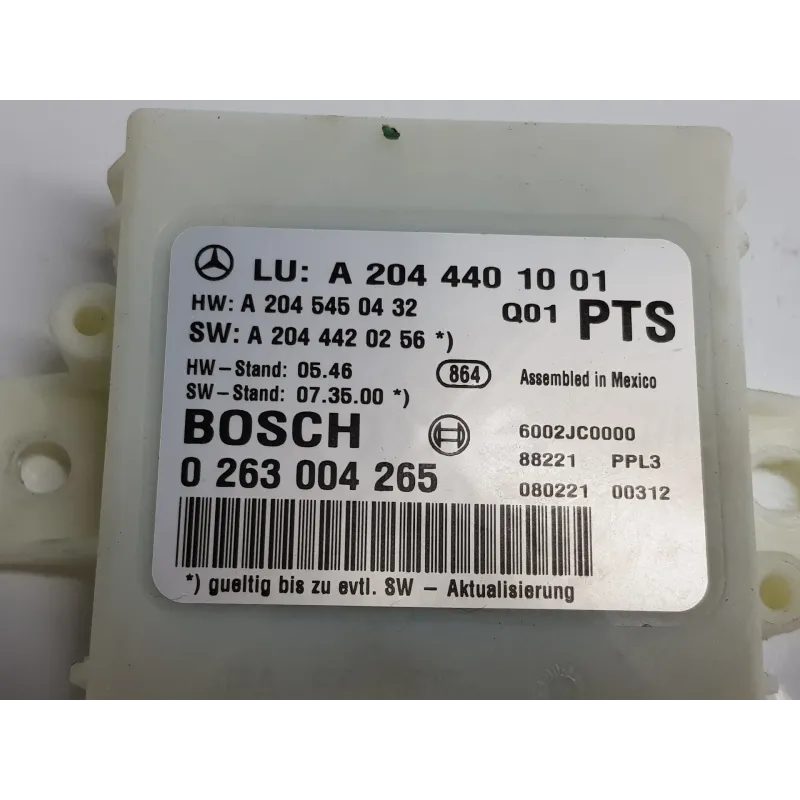 LU: A 204 440 10 01
HW: A 204 545 04 32 Q01 PTS
SW: A 204 442 02 56 *)
HW-Stand: 05.46 864 Assembled in Mexico
SW-Stand: 07.35.00 *)
BOSCH 6002JC0000
0 263 004 265 88221 PPL3
080221 00312
*) gueltig bis zu evtl. SW - Aktualisierung